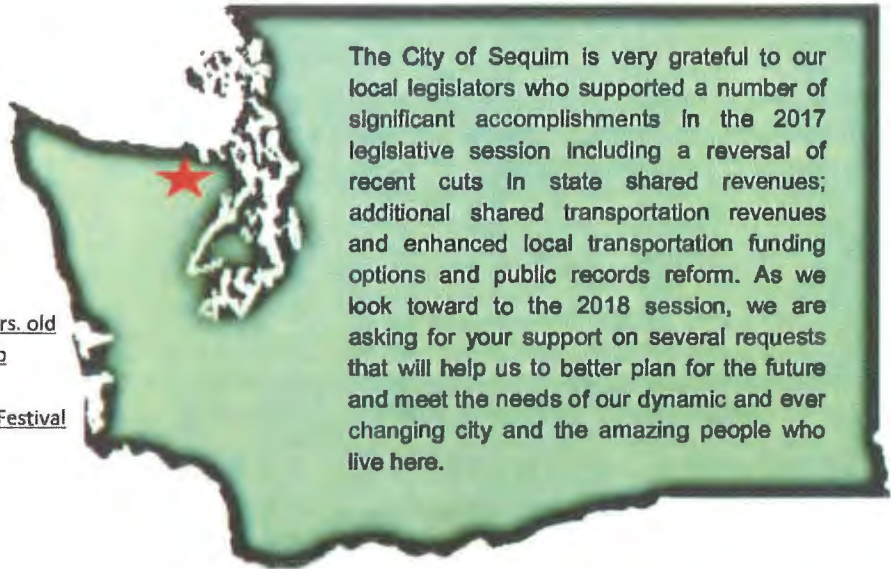 The City of Sequim is very grateful to our
local legislators who supported a number of
significant accomplishments in the 2017
legislative session including a reversal of
recent cuts in state shared revenues;
additional shared transportation revenues
and enhanced local transportation funding
options and public records reform. As we
look toward to the 2018 session, we are
asking for your support on several requests
that will help us to better plan for the future
and meet the needs of our dynamic and ever
changing city and the amazing people who
live here.
rs. old
Festival